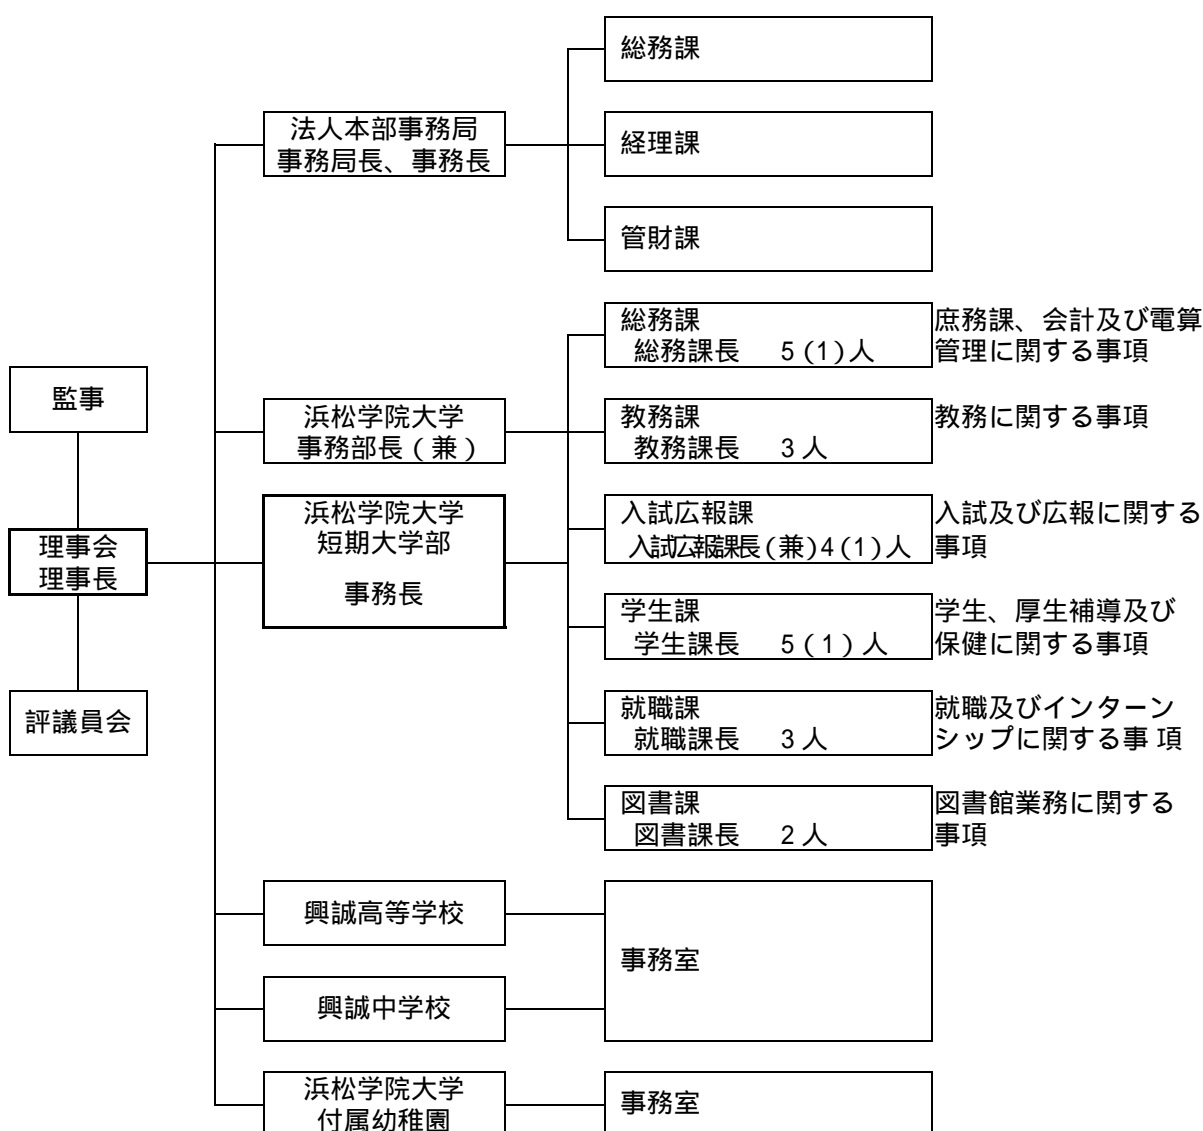 総務課
法人本部事務局
事務局長、事務長
経理課
管財課
総務課
総務課長 5(1)人
庶務課、会計及び電算
管理に関する事項
監事
浜松学院大学
事務部長(兼)
教務課
教務課長 3人
教務に関する事項
理事会
理事長
浜松学院大学
短期大学部
事務長
入試広報課
入試広報課長(兼)4(1)人
入試及び広報に関する
事項
学生課
学生課長 5(1)人
学生、厚生補導及び
保健に関する事項
評議員会
就職課
就職課長 3人
就職及びインターン
シップに関する事 項
図書課
図書課長 2人
図書館業務に関する
事項
興誠高等学校
事務室
興誠中学校
浜松学院大学
付属幼稚園
事務室